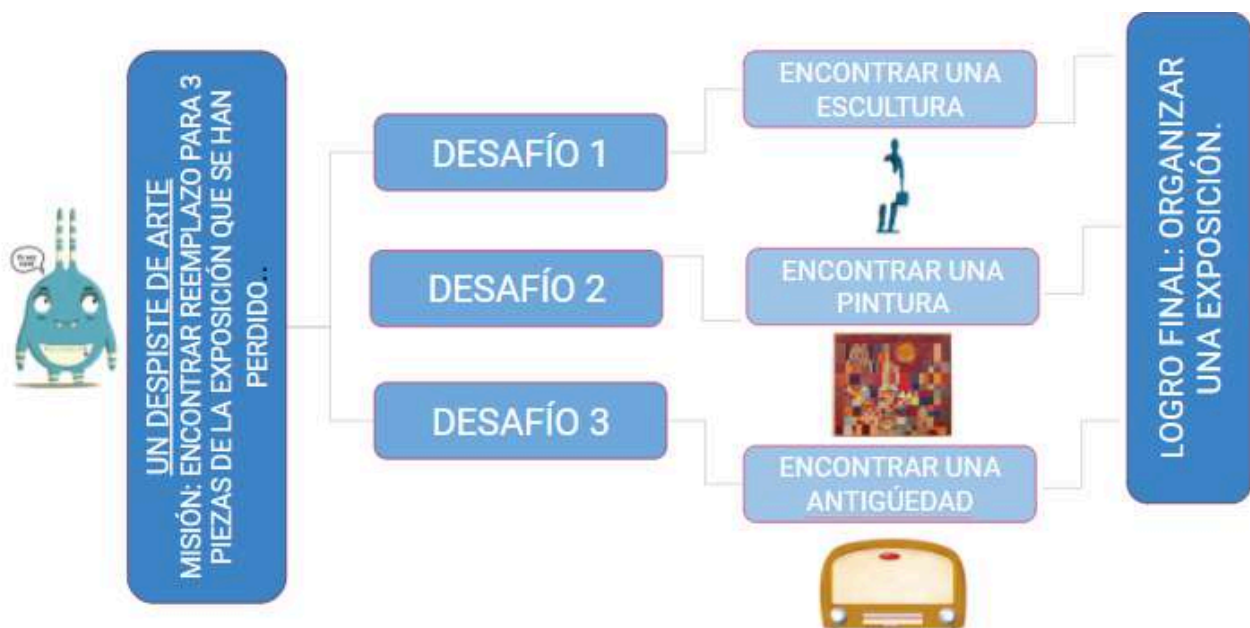 UN DESPISTE DE ARTE
MISIÓN: ENCONTRAR REEMPLAZO PARA 3
PIEZAS DE LA EXPOSICIÓN QUE SE HAN
PERDIDO..
DESAFÍO 1
ENCONTRAR UNA
ESCULTURA
DESAFÍO 2
ENCONTRAR UNA
PINTURA
DESAFÍO 3
ENCONTRAR UNA
ANTIGÚEDAD
LOGRO FINAL: ORGANIZAR
UNA EXPOSICIÓN.